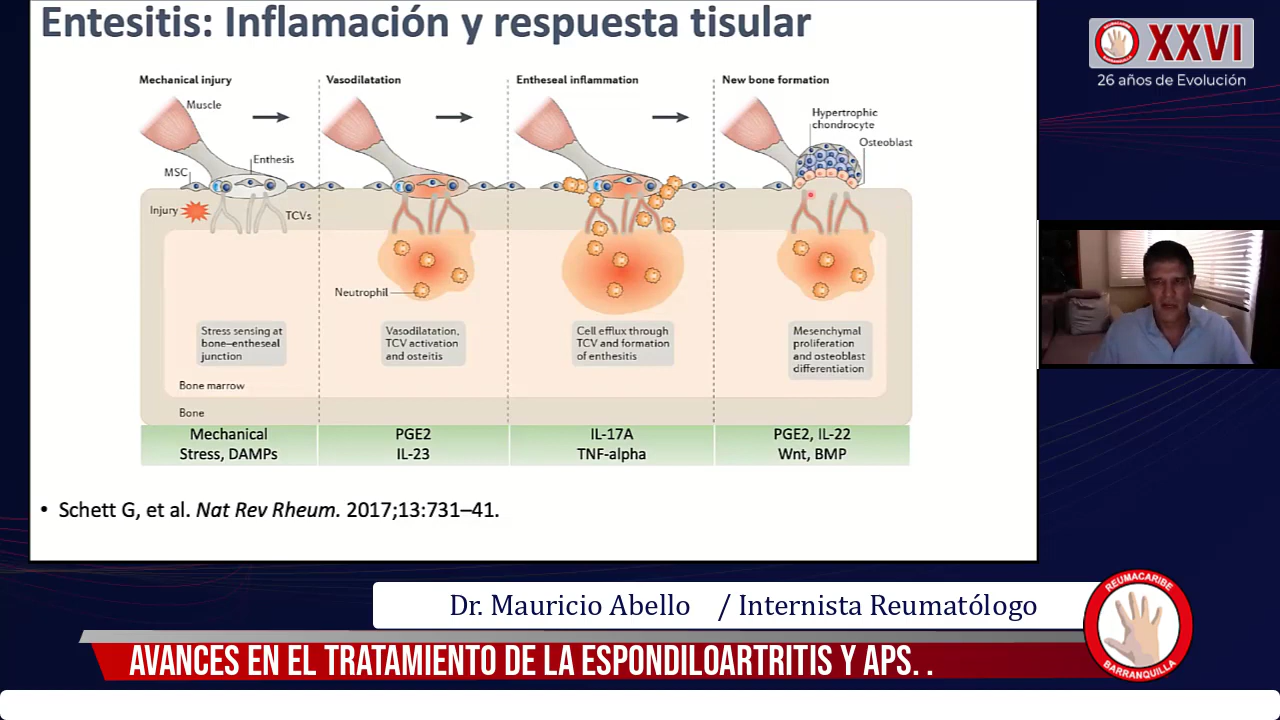 Entesitis: Inflamación y respuesta tisular
XXVI
26 años de Evolución
Mechanical injury
Vasodilatation
Entheseal inflammation
New bone formation
Muscle
Hypertrophic
chondrocyte
Osteoblast
Enthesis
MSC
Injury
TCVs
Neutrophil
Stress sensing at
bone–entheseal
junction
Vasodilatation,
TCV activation
and osteitis
Cell efflux through
TCV and formation
of enthesitis
Mesenchymal
proliferation
and osteoblast
differentiation
Bone marrow
Bone
Mechanical
Stress, DAMPs
PGE2
IL-23
IL-17A
TNF-alpha
PGE2, IL-22
Wnt, BMP
• Schett G, et al. Nat Rev Rheum. 2017;13:731–41.
Dr. Mauricio Abello / Internista Reumatólogo
REUMACARIBE
BARRANQUILLA
AVANCES EN EL TRATAMIENTO DE LA ESPONDILOARTRITIS Y APS. .